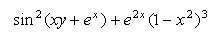 sin²(xy + eˣ) + e²ˣ(1 − x²)³